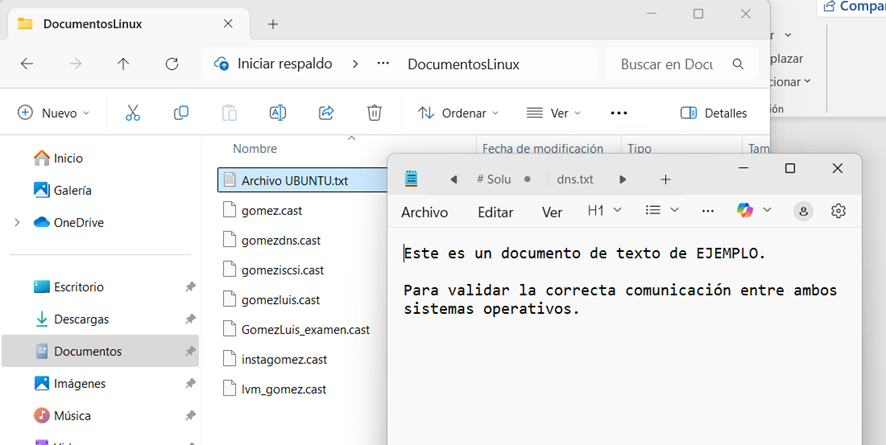 DocumentosLinux
Compar
Iniciar respaldo
DocumentosLinux
Buscar en Docu
plazar
cionar
ión
Nuevo
Ordenar
Ver
Detalles
Inicio
Galería
OneDrive
Escritorio
Descargas
Documentos
Imágenes
Música
Nombre
Fecha de modificación
Tipo
Tam
Archivo UBUNTU.txt
gomez.cast
gomezdns.cast
gomeziscsi.cast
gomezluis.cast
GomezLuis_examen.cast
instagomez.cast
lvm_gomez.cast
# Solu
dns.txt
Archivo
Editar
Ver
H1
Este es un documento de texto de EJEMPLO.
Para validar la correcta comunicación entre ambos
sistemas operativos.